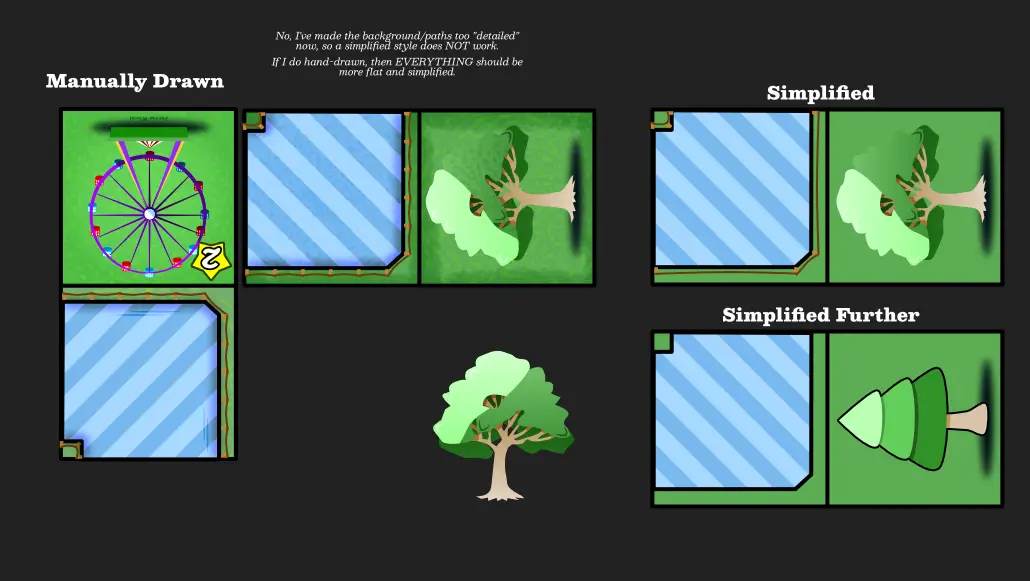 No, I've made the background/paths too "detailed"
now, so a simplified style does NOT work.
If I do hand-drawn, then EVERYTHING should be
more flat and simplified.
Manually Drawn
Simplified
2
Simplified Further